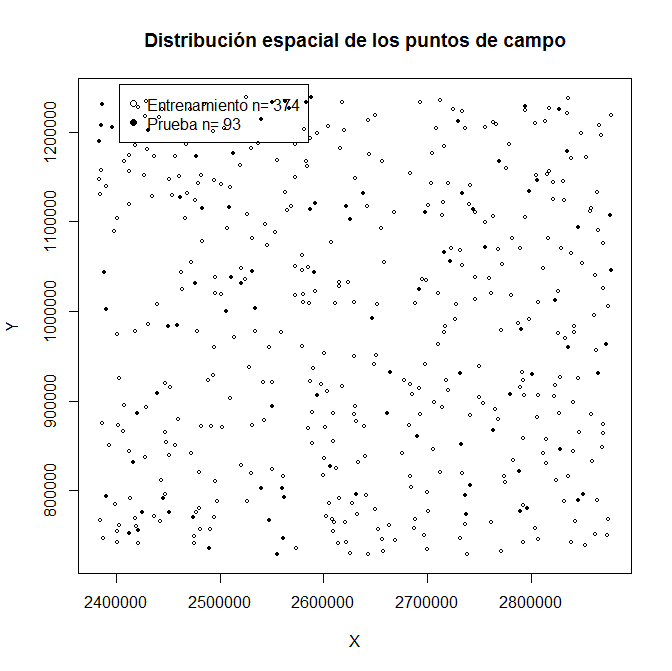 Distribución espacial de los puntos de campo
Entrenamiento n= 374
Prueba n= 93
1200000
1100000
1000000
900000
800000
Y
2400000 2500000 2600000 2700000 2800000
X